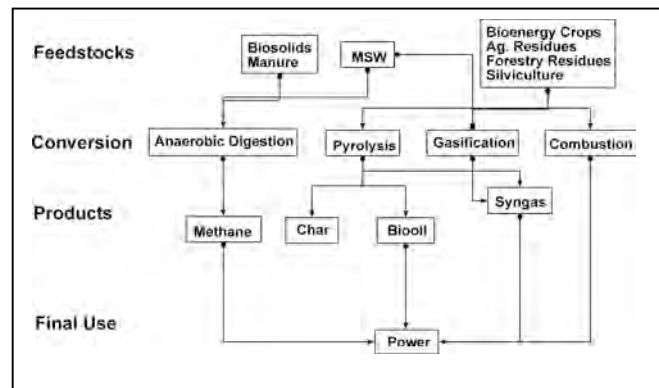 Feedstocks
Biosolids
Manure
MSW
Bioenergy Crops
Ag. Residues
Forestry Residues
Silviculture
Conversion
Anaerobic Digestion
Pyrolysis
Gasification
Combustion
Products
Methane
Char
Biooil
Syngas
Final Use
Power